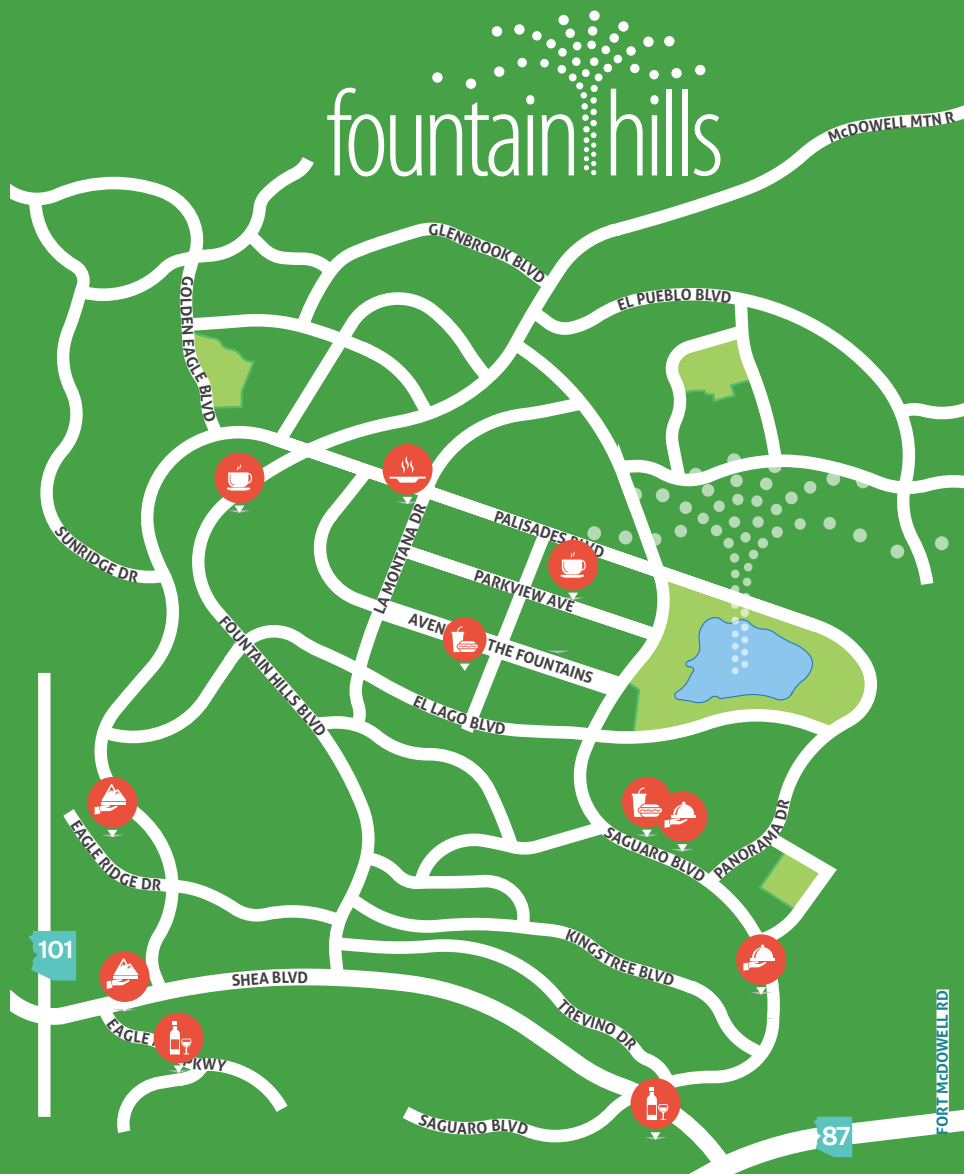 fountain hills
McDOWELL MTN R
GLENBROOK BLVD
EL PUEBLO BLVD
GOLDEN EAGLE BLVD
PALISADES BLVD
LA MONTANA DR
SUNRIDGE DR
PARKVIEW AVE
AVEN THE FOUNTAINS
FOUNTAIN HILLS BLVD
EL LAGO BLVD
EAGLE RIDGE DR
SAGUARO BLVD
PANORAMA DR
101
SHEA BLVD
KINGSTREE BLVD
TREVINO DR
EAGLE PKWY
SAGUARO BLVD
87
FORT McDOWELL RD